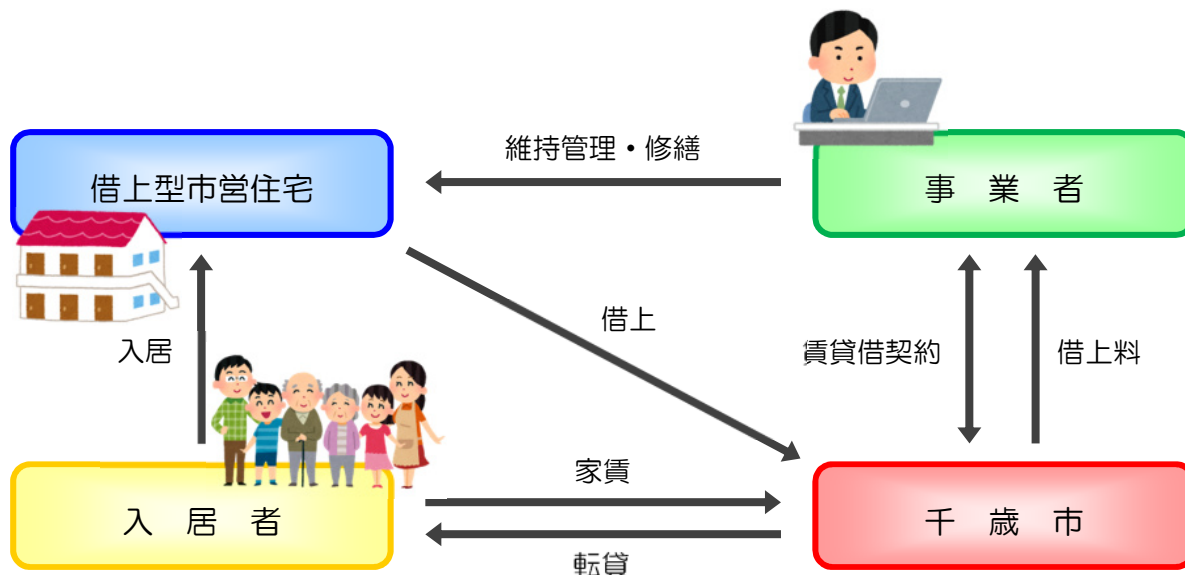 維持管理・修繕
借上型市営住宅
事業者
借上
入居
賃貸借契約
借上料
家賃
入居者
千歳市
転貸